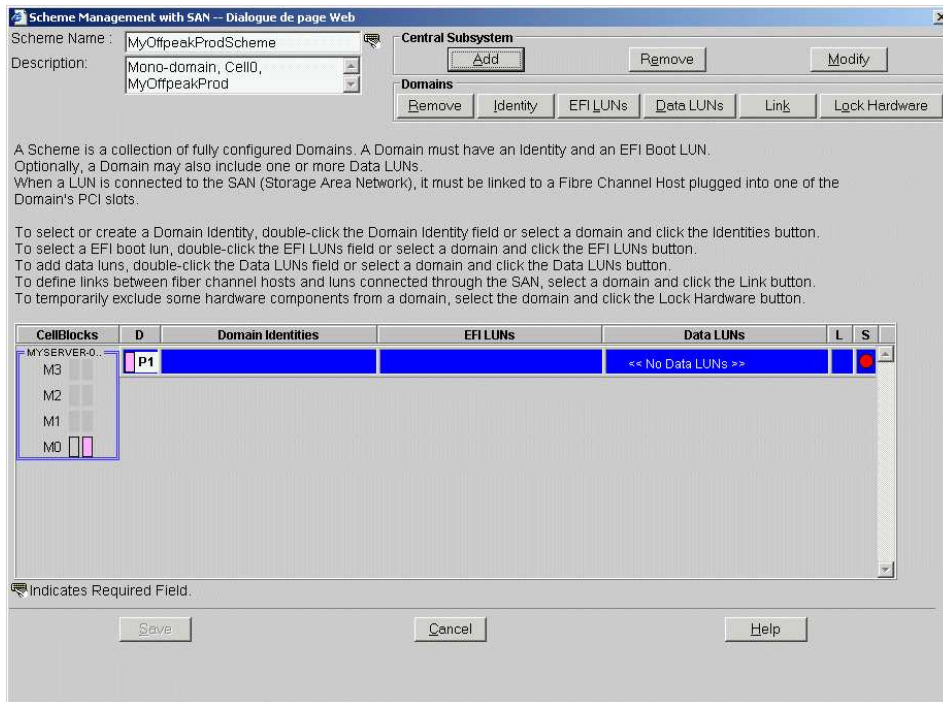 Scheme Management with SAN -- Dialogue de page Web
Scheme Name :
MyOffpeakProdScheme
Description:
Mono-domain, Cell0,
MyOffpeakProd
Central Subsystem
Add
Remove
Modify
Domains
Remove
Identity
EFI LUNs
Data LUNs
Link
Lock Hardware
A Scheme is a collection of fully configured Domains. A Domain must have an Identity and an EFI Boot LUN.
Optionally, a Domain may also include one or more Data LUNs.
When a LUN is connected to the SAN (Storage Area Network), it must be linked to a Fibre Channel Host plugged into one of the
Domain's PCI slots.
To select or create a Domain Identity, double-click the Domain Identity field or select a domain and click the Identities button.
To select a EFI boot lun, double-click the EFI LUNs field or select a domain and click the EFI LUNs button.
To add data luns, double-click the Data LUNs field or select a domain and click the Data LUNs button.
To define links between fiber channel hosts and luns connected through the SAN, select a domain and click the Link button.
To temporarily exclude some hardware components from a domain, select the domain and click the Lock Hardware button.
CellBlocks D Domain Identities EFI LUNs Data LUNs L S
MYSERVER-0..
P1
<< No Data LUNs >>
M3
M2
M1
M0
Indicates Required Field.
Save
Cancel
Help